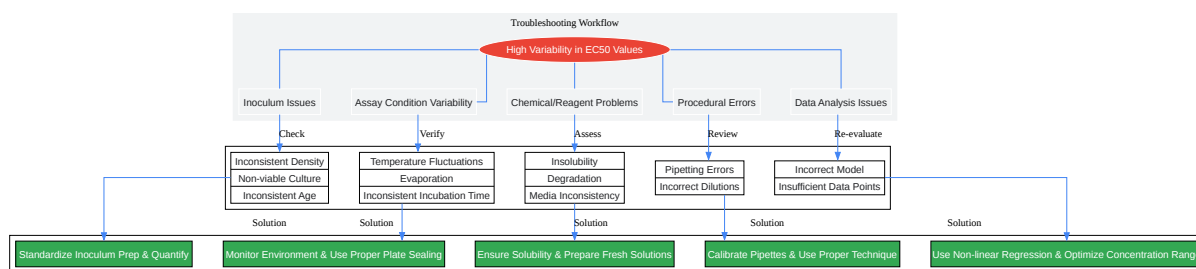 Troubleshooting Workflow
High Variability in EC50 Values
Inoculum Issues
Assay Condition Variability
Chemical/Reagent Problems
Procedural Errors
Data Analysis Issues
Check
Verify
Assess
Review
Re-evaluate
Inconsistent Density
Non-viable Culture
Inconsistent Age
Temperature Fluctuations
Evaporation
Inconsistent Incubation Time
Insolubility
Degradation
Media Inconsistency
Pipetting Errors
Incorrect Dilutions
Incorrect Model
Insufficient Data Points
Solution
Solution
Solution
Solution
Solution
Standardize Inoculum Prep & Quantify
Monitor Environment & Use Proper Plate Sealing
Ensure Solubility & Prepare Fresh Solutions
Calibrate Pipettes & Use Proper Technique
Use Non-linear Regression & Optimize Concentration Rang